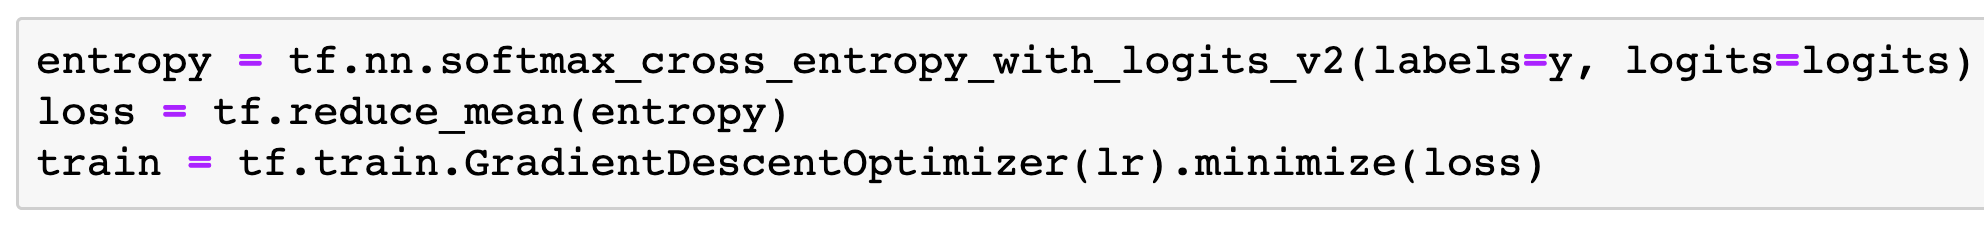 entropy = tf.nn.softmax_cross_entropy_with_logits_v2(labels=y, logits=logits)
loss = tf.reduce_mean(entropy)
train = tf.train.GradientDescentOptimizer(lr).minimize(loss)